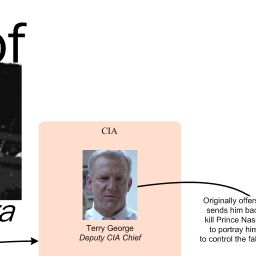 of
CIA
Terry George
Deputy CIA Chief
Originally offers
sends him bac
kill Prince Nas
to portray him
to control the fal